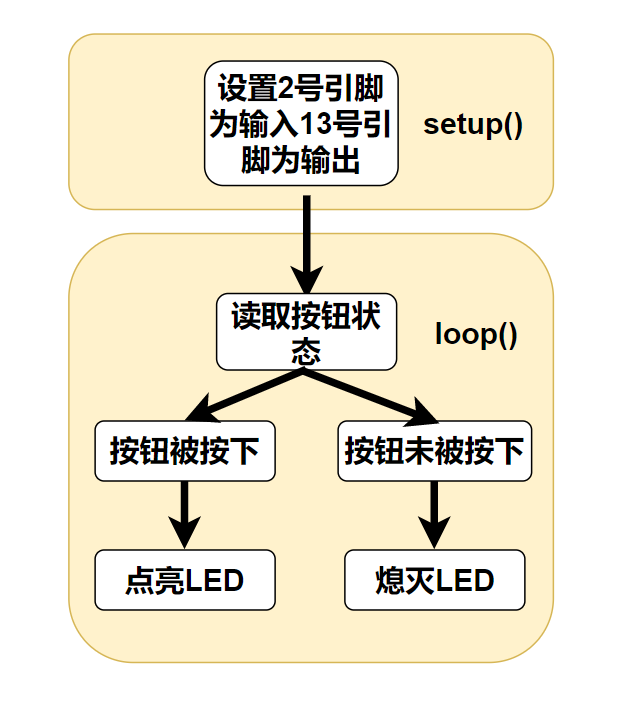 设置2号引脚
为输入13号引
脚为输出
setup()
读取按钮状
态
loop()
按钮被按下
按钮未被按下
点亮LED
熄灭LED